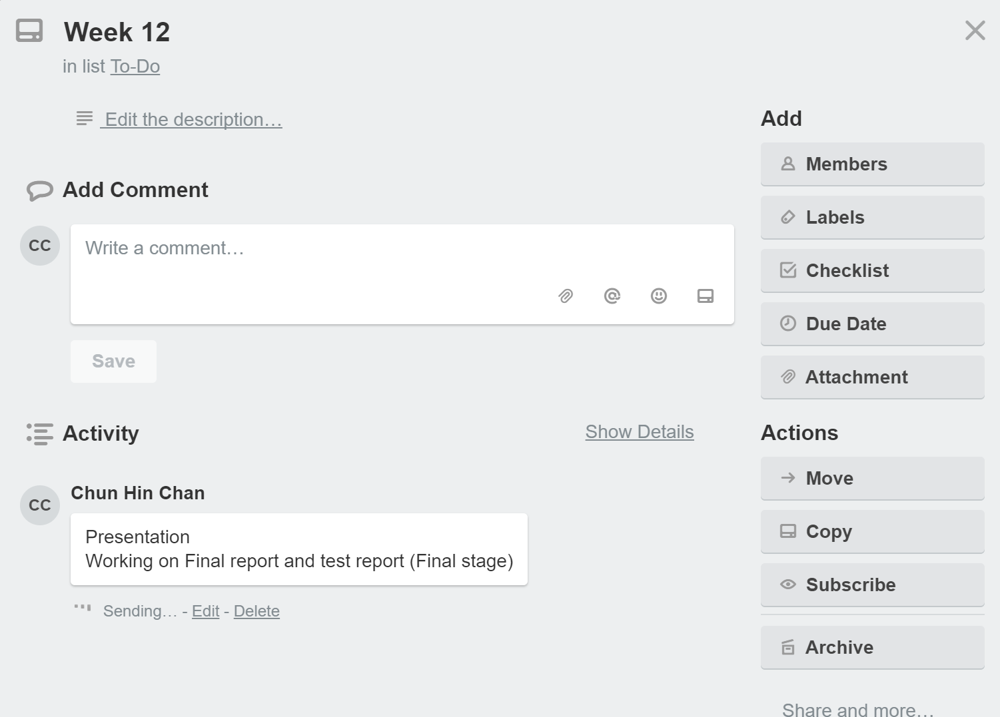 Week 12
in list To-Do
Edit the description…
Add Comment
CC
Write a comment…
Save
Activity
Show Details
CC
Chun Hin Chan
Presentation
Working on Final report and test report (Final stage)
Sending… - Edit - Delete
Add
Members
Labels
Checklist
Due Date
Attachment
Actions
Move
Copy
Subscribe
Archive
Share and more…